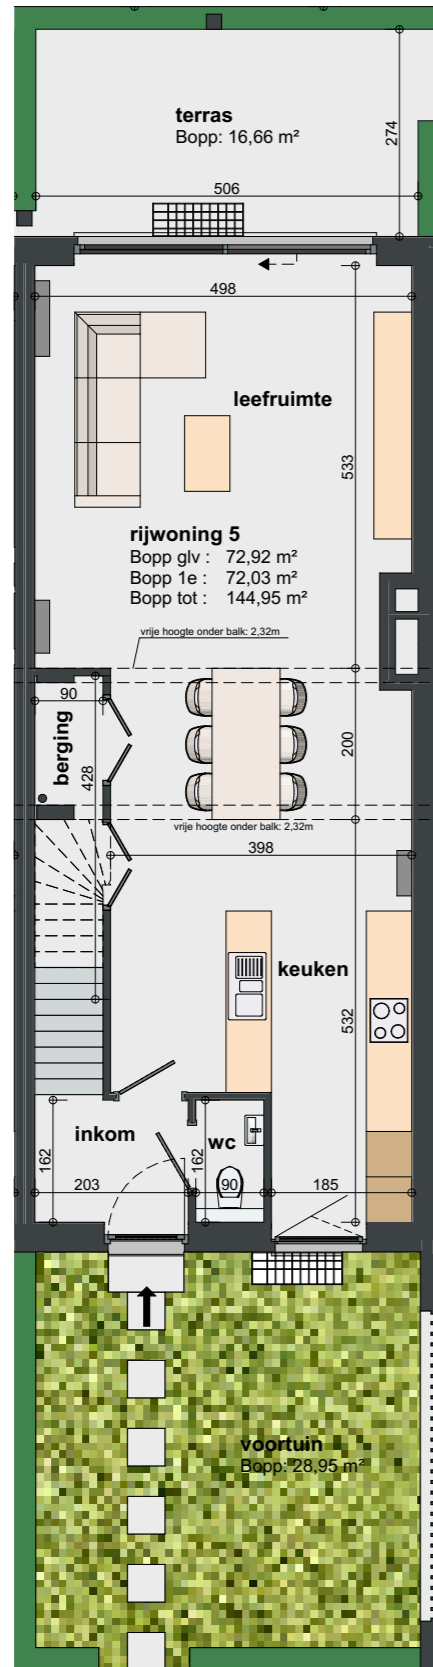 terras
Bopp: 16,66 m²
274
506
498
leefruimte
533
rijwoning 5
Bopp glv : 72,92 m²
Bopp 1e : 72,03 m²
Bopp tot : 144,95 m²
vrije hoogte onder balk: 2,32m
90
berging
428
200
vrije hoogte onder balk: 2,32m
398
keuken
532
inkom
wc
162
162
203
90
185
voortuin
Bopp: 28,95 m²